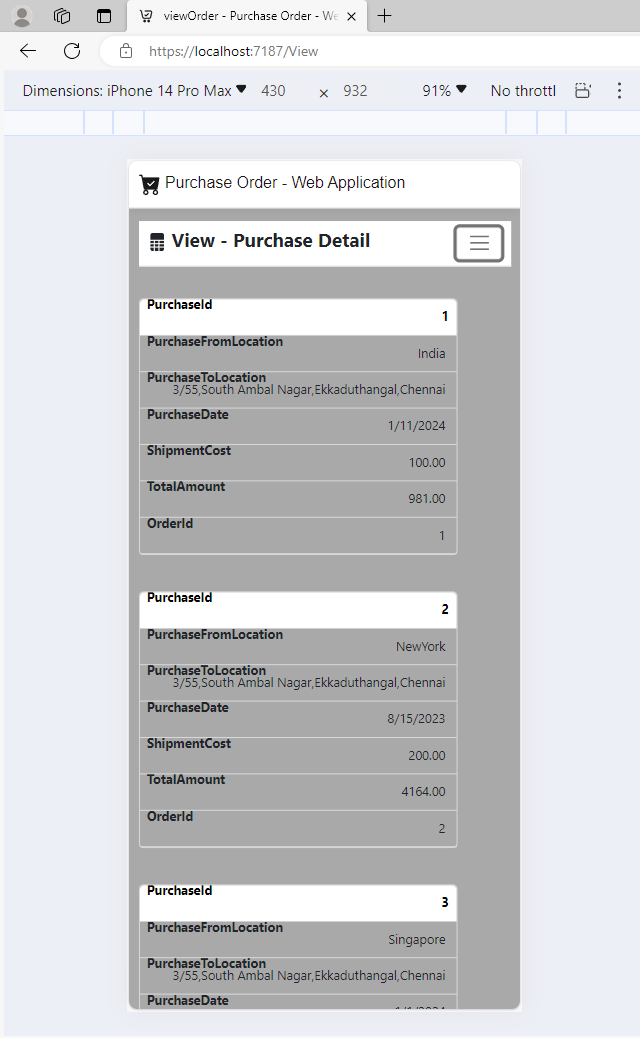 viewOrder - Purchase Order - We
https://localhost:7187/View
Dimensions: iPhone 14 Pro Max 430 × 932 91% No throttl
Purchase Order - Web Application
View - Purchase Detail
PurchaseId
1
PurchaseFromLocation
India
PurchaseToLocation
3/55,South Ambal Nagar,Ekkaduthangal,Chennai
PurchaseDate
1/11/2024
ShipmentCost
100.00
TotalAmount
981.00
OrderId
1
PurchaseId
2
PurchaseFromLocation
NewYork
PurchaseToLocation
3/55,South Ambal Nagar,Ekkaduthangal,Chennai
PurchaseDate
8/15/2023
ShipmentCost
200.00
TotalAmount
4164.00
OrderId
2
PurchaseId
3
PurchaseFromLocation
Singapore
PurchaseToLocation
3/55,South Ambal Nagar,Ekkaduthangal,Chennai
PurchaseDate